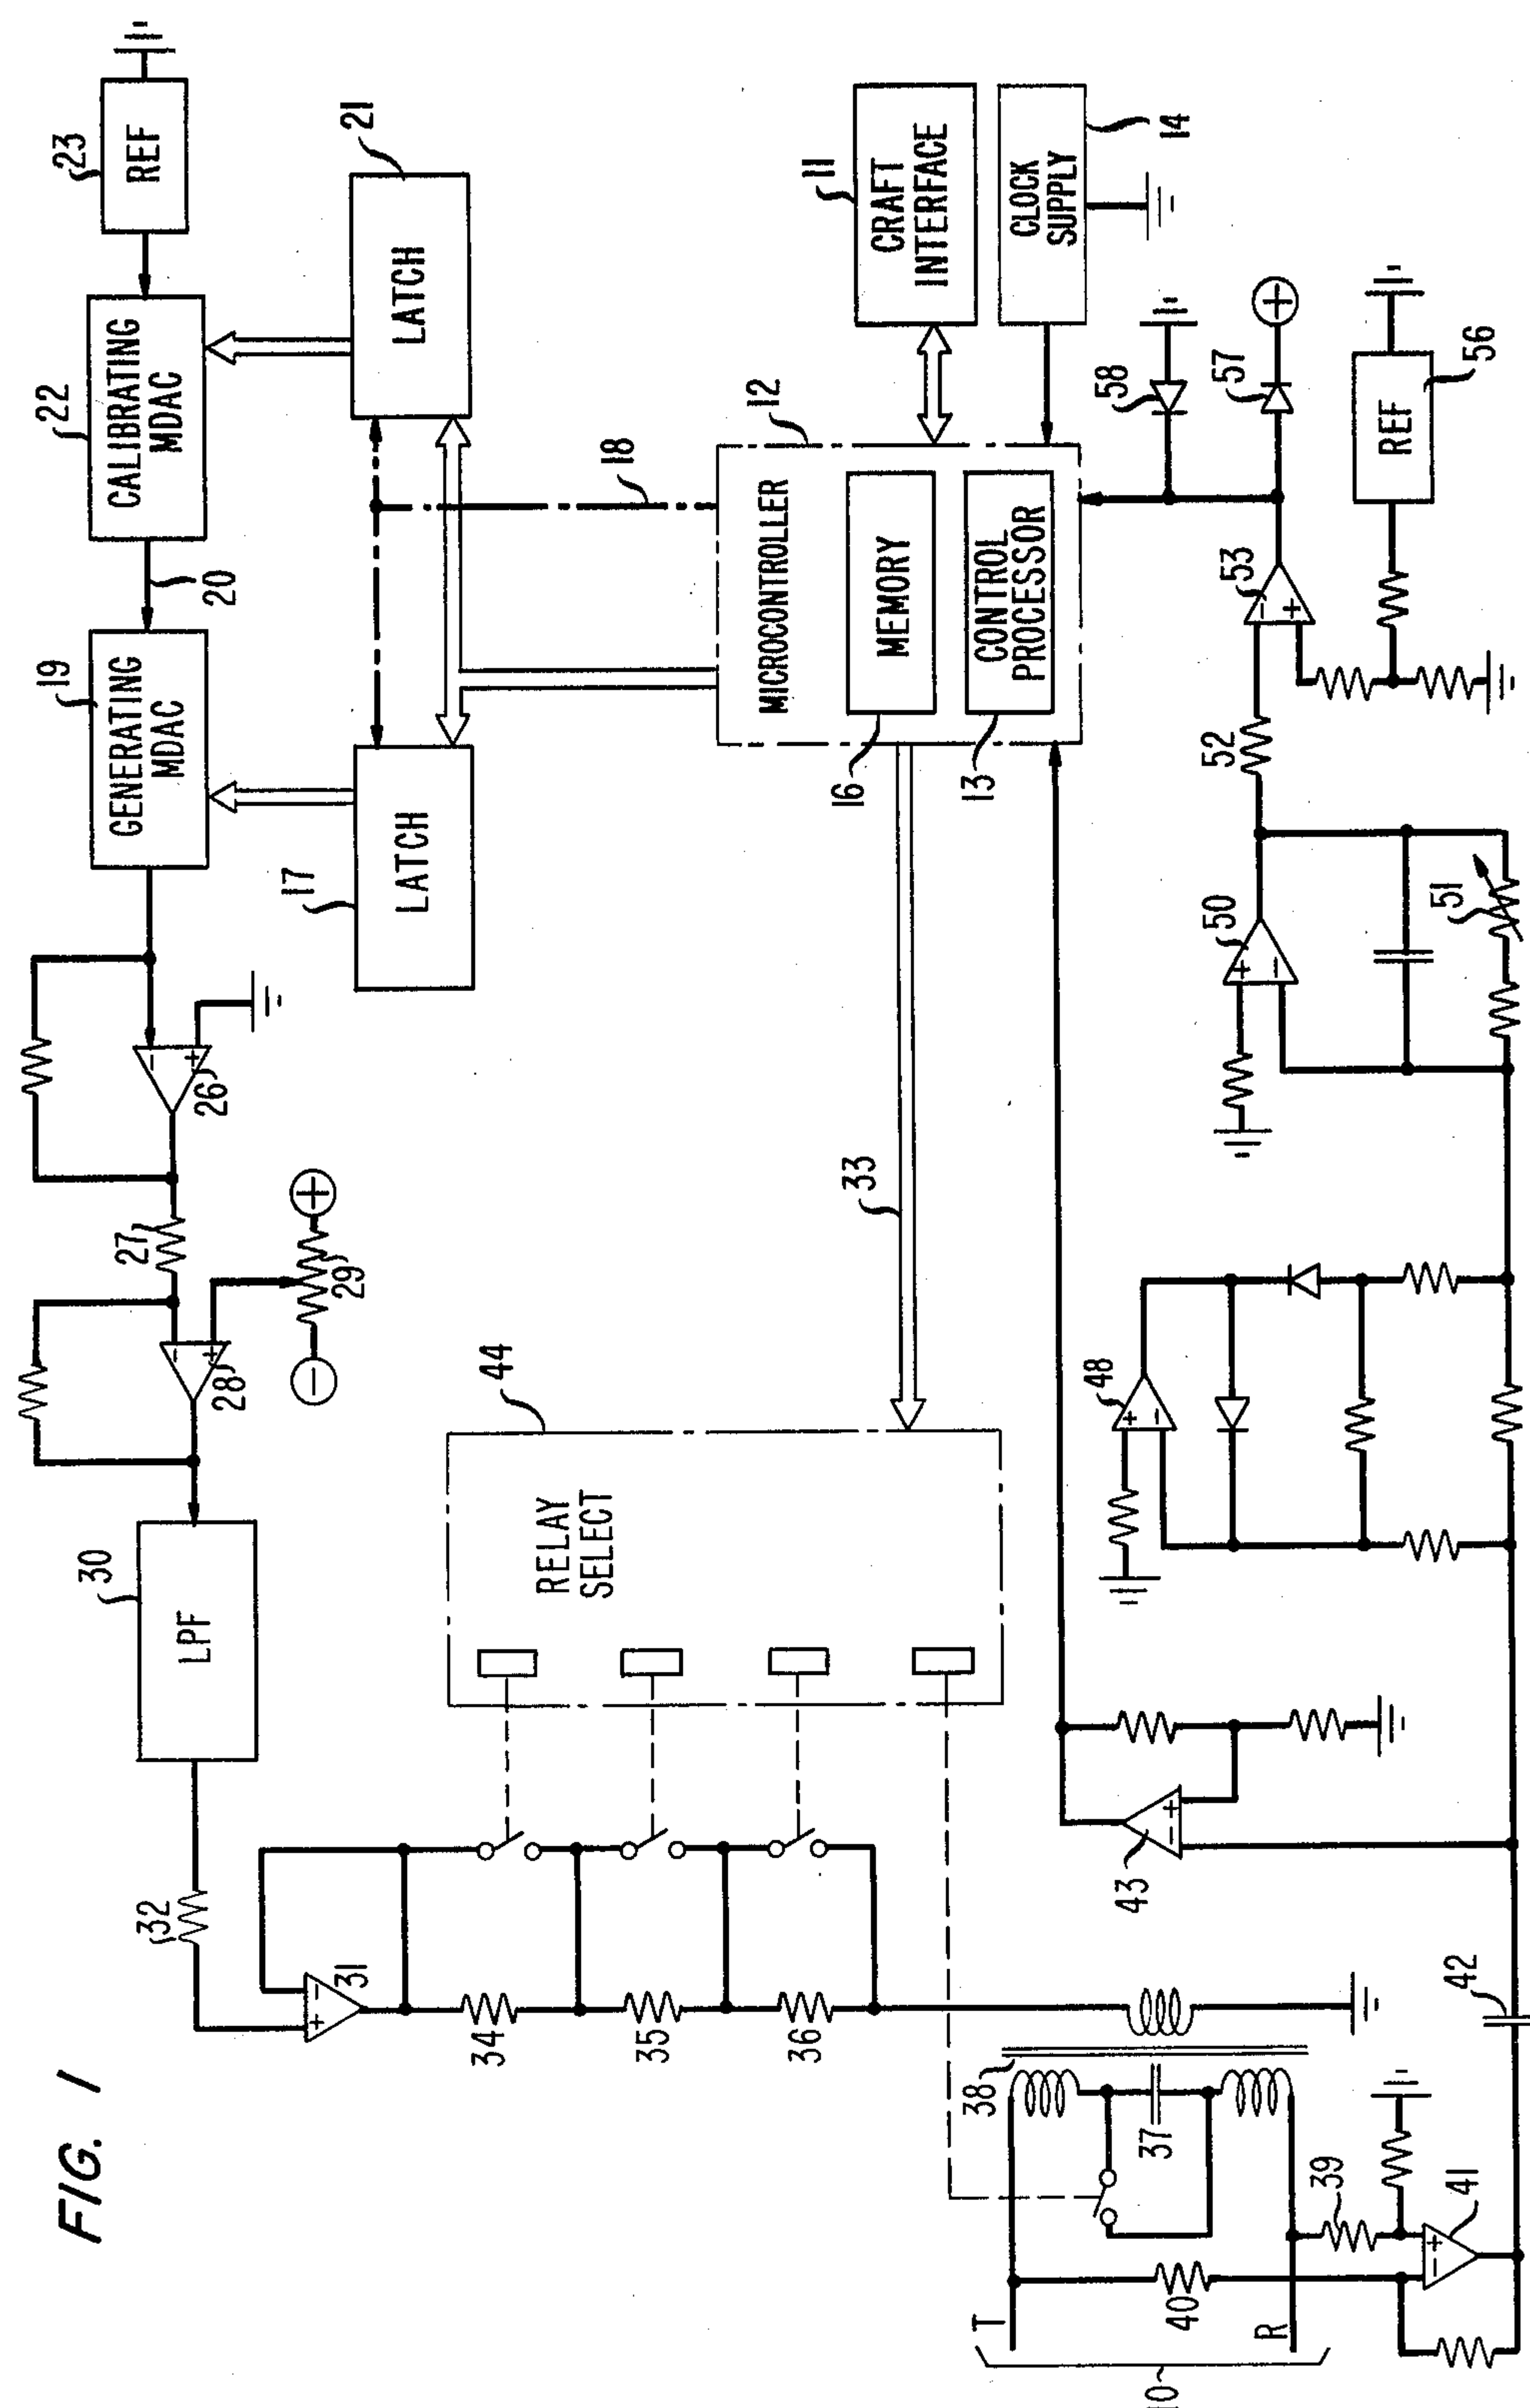 FIG. 1
23
REF
22
CALIBRATING
MDAC
20
19
GENERATING
MDAC
21
LATCH
17
LATCH
18
11
CRAFT
INTERFACE
14
CLOCK
SUPPLY
12
MICROCONTROLLER
16
MEMORY
13
CONTROL
PROCESSOR
58
57
+
56
REF
53
-
+
52
50
+
-
51
26
-
+
27
28
-
+
29
+
-
30
LPF
32
31
-
+
33
44
RELAY
SELECT
34
35
36
48
+
-
43
+
-
42
38
37
39
40
41
+
-
T
R